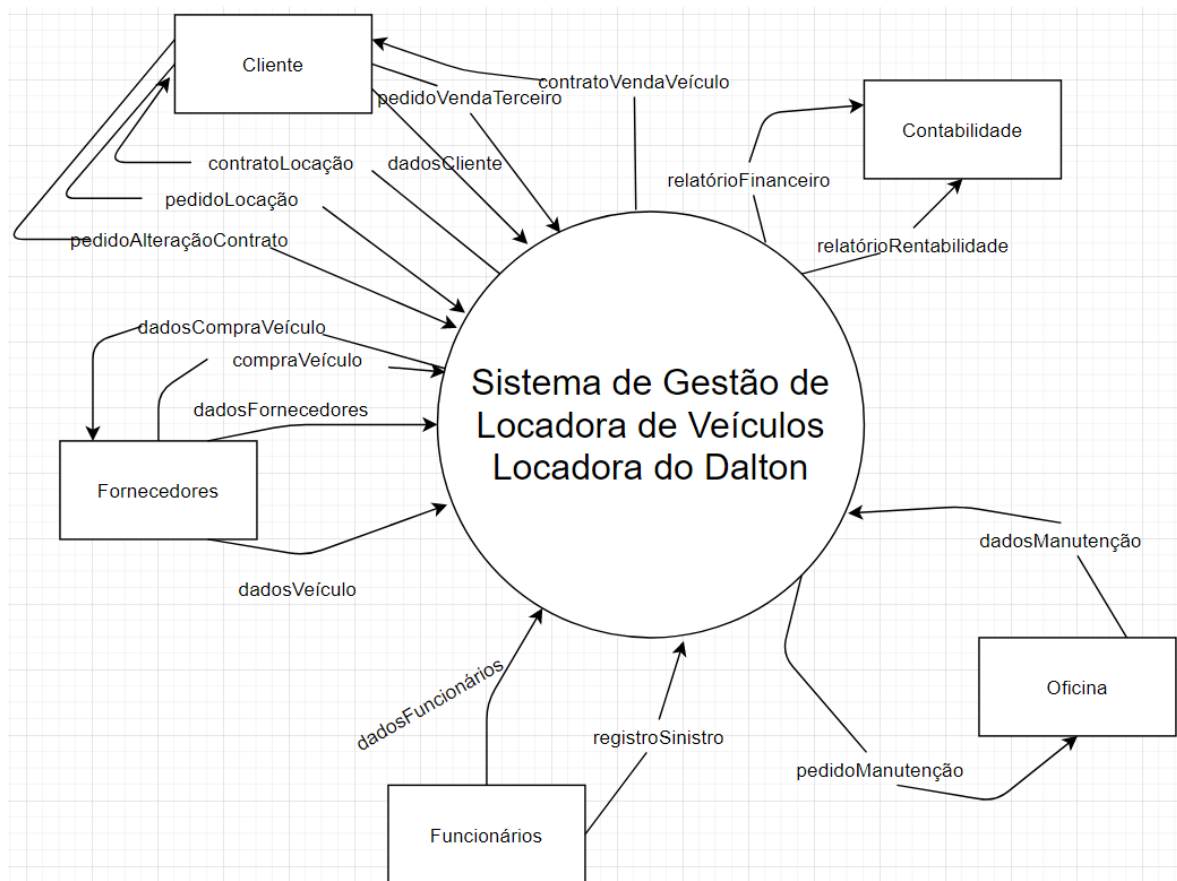 Cliente
contratoVendaVeículo
pedidoVendaTerceiro
Contabilidade
contratoLocação
dadosCliente
relatórioFinanceiro
pedidoLocação
pedidoAlteraçãoContrato
relatórioRentabilidade
dadosCompraVeículo
compraVeículo
Sistema de Gestão de
Locadora de Veículos
Locadora do Dalton
dadosFornecedores
Fornecedores
dadosManutenção
dadosVeículo
Oficina
dadosFuncionários
registroSinistro
pedidoManutenção
Funcionários